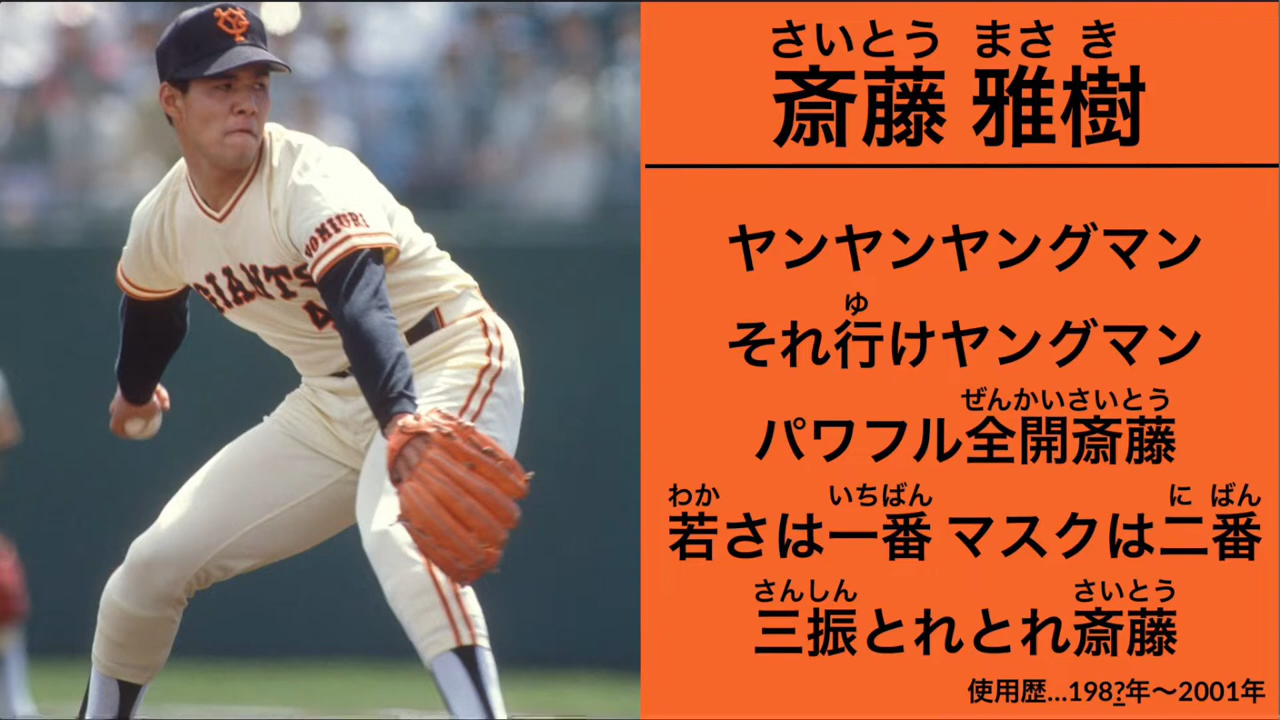 さいとう まさき
斎藤 雅樹
ヤンヤンヤングマン
ゆ
それ行けヤングマン
ぜんかいさいとう
パワフル全開斎藤
わか いちばん に ばん
若さは一番 マスクは二番
さんしん さいとう
三振とれとれ斎藤
使用歴…198?年～2001年
YOMIURI
GIANTS
4